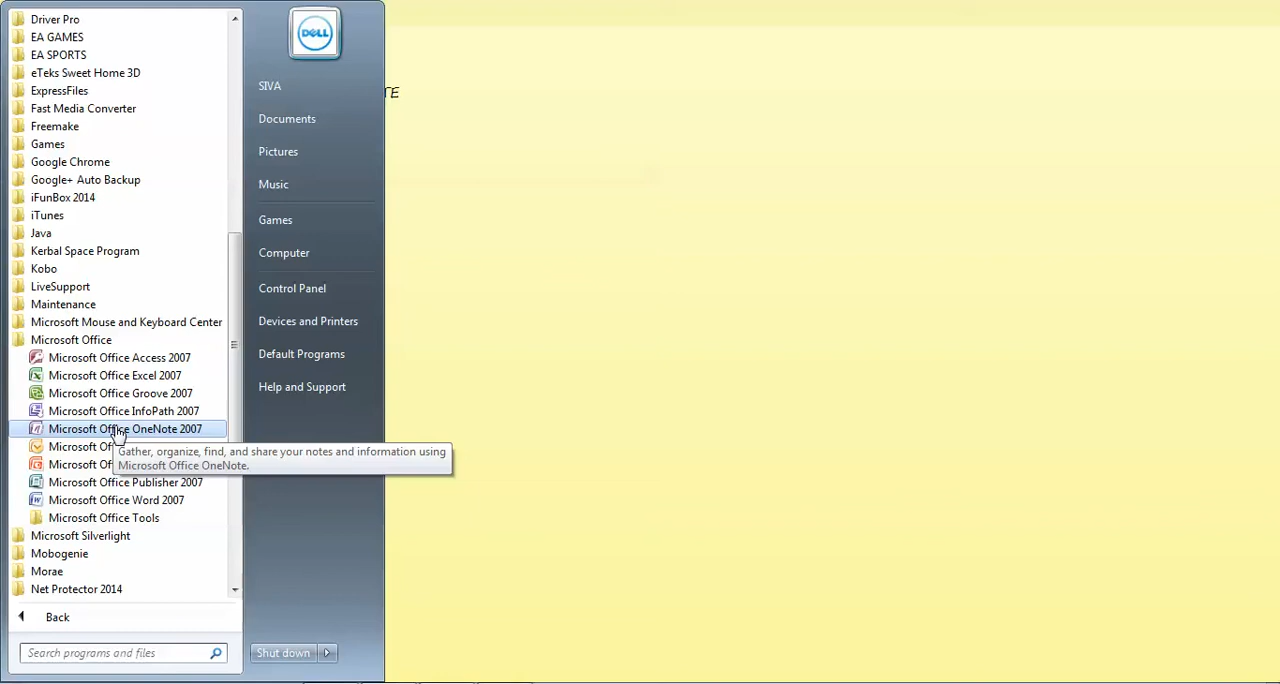 Driver Pro
EA GAMES
EA SPORTS
eTeks Sweet Home 3D
ExpressFiles
Fast Media Converter
Freemake
Games
Google Chrome
Google+ Auto Backup
iFunBox 2014
iTunes
Java
Kerbal Space Program
Kobo
LiveSupport
Maintenance
Microsoft Mouse and Keyboard Center
Microsoft Office
Microsoft Office Access 2007
Microsoft Office Excel 2007
Microsoft Office Groove 2007
Microsoft Office InfoPath 2007
Microsoft Office OneNote 2007
Microsoft Of
Gather, organize, find, and share your notes and information using
Microsoft Office OneNote.
Microsoft Of
Microsoft Office Publisher 2007
Microsoft Office Word 2007
Microsoft Office Tools
Microsoft Silverlight
Mobogenie
Morae
Net Protector 2014
Back
Search programs and files
DELL
SIVA
Documents
Pictures
Music
Games
Computer
Control Panel
Devices and Printers
Default Programs
Help and Support
Shut down
TE